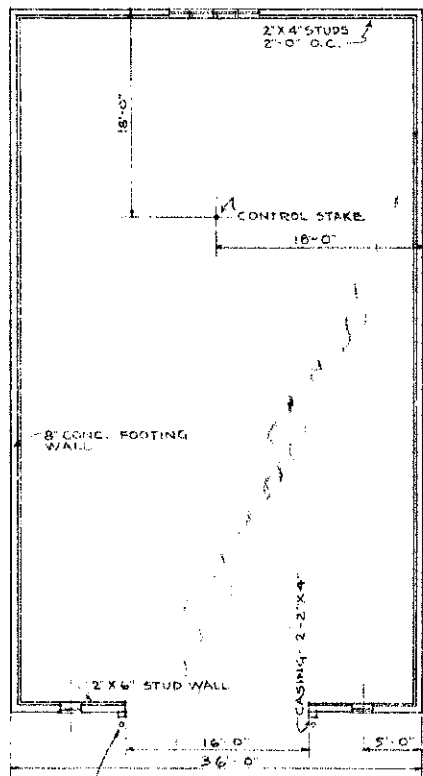 2"X4" STUDS
2'-0" O.C.
18'-0"
CONTROL STAKE
18'-0"
8" CONC. FOOTING
WALL
CASING-2-2"X4"
2"X6" STUD WALL
16'-0"
5'-0"
36'-0"